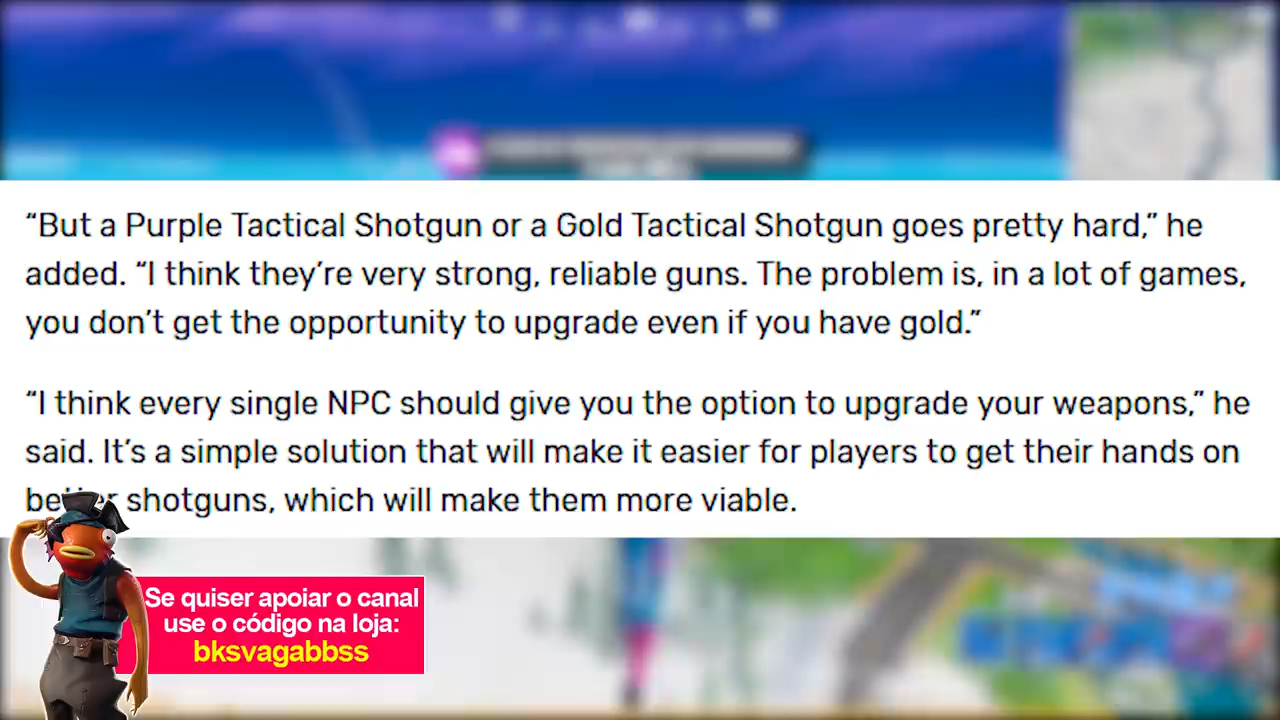 “But a Purple Tactical Shotgun or a Gold Tactical Shotgun goes pretty hard,” he
added. “I think they’re very strong, reliable guns. The problem is, in a lot of games,
you don’t get the opportunity to upgrade even if you have gold.”
“I think every single NPC should give you the option to upgrade your weapons,” he
said. It’s a simple solution that will make it easier for players to get their hands on
better shotguns, which will make them more viable.
Se quiser apoiar o canal
use o código na loja:
bksvagabbss